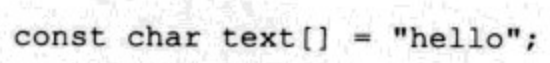 const char text[] = "hello";